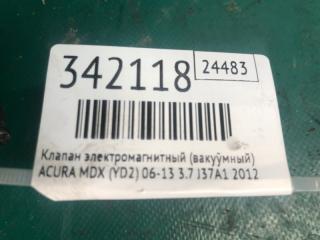 342118
24483
Клапан электромагнитный (вакуумный)
ACURA MDX (YD2) 06-13 3.7 J37A1 2012